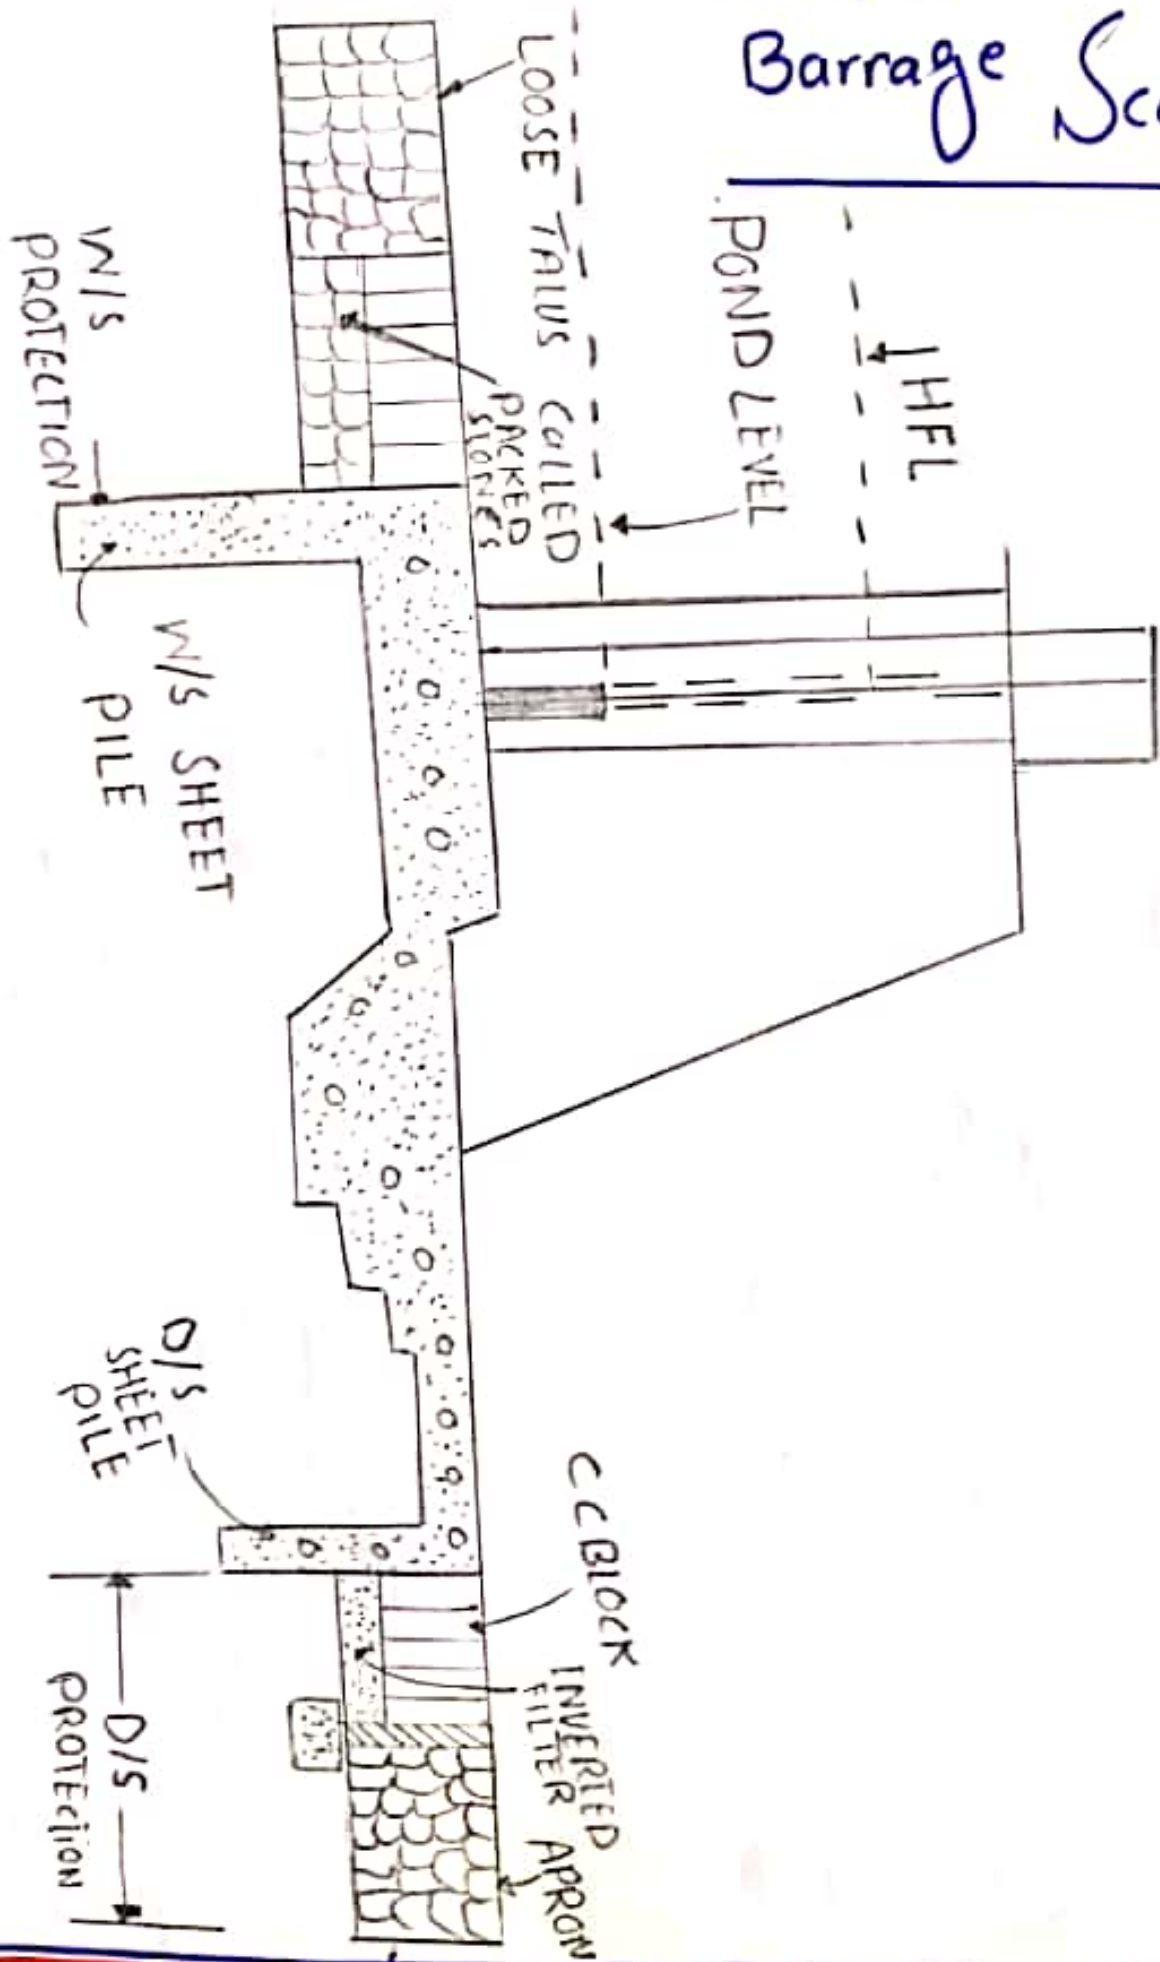 Barrage
HFL
POND LEVEL
LOOSE TALUS CALLED
PACKED
STONES
W/S
PROTECTION
W/S SHEET
PILE
D/S
SHEET
PILE
CC BLOCK
INVERTED
FILTER
APRON
D/S
PROTECTION